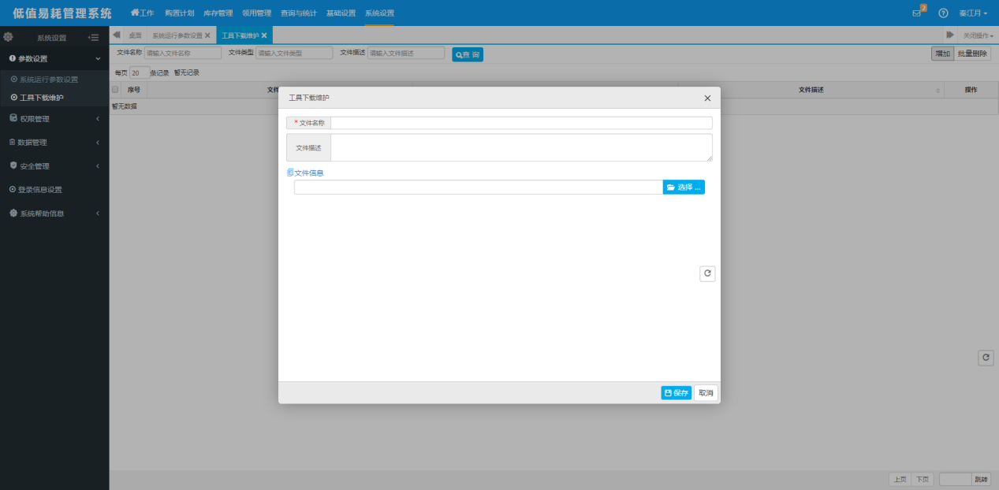 低值易耗管理系统 工作 购置计划 库存管理 领用管理 查询与统计 基础设置 系统设置 2 秦江月
系统设置 桌面 系统运行参数设置 工具下载维护 关闭操作
文件名称 请输入文件名称 文件类型 请输入文件类型 文件描述 请输入文件描述 查 询 增加 批量删除
参数设置
每页 20 条记录 暂无记录
系统运行参数设置
序号 文件 文件描述 操作
工具下载维护
暂无数据
权限管理
数据管理
安全管理
登录信息设置
系统帮助信息
工具下载维护
* 文件名称
文件描述
文件信息
选择 ...
保存 取消
上页 下页 跳转